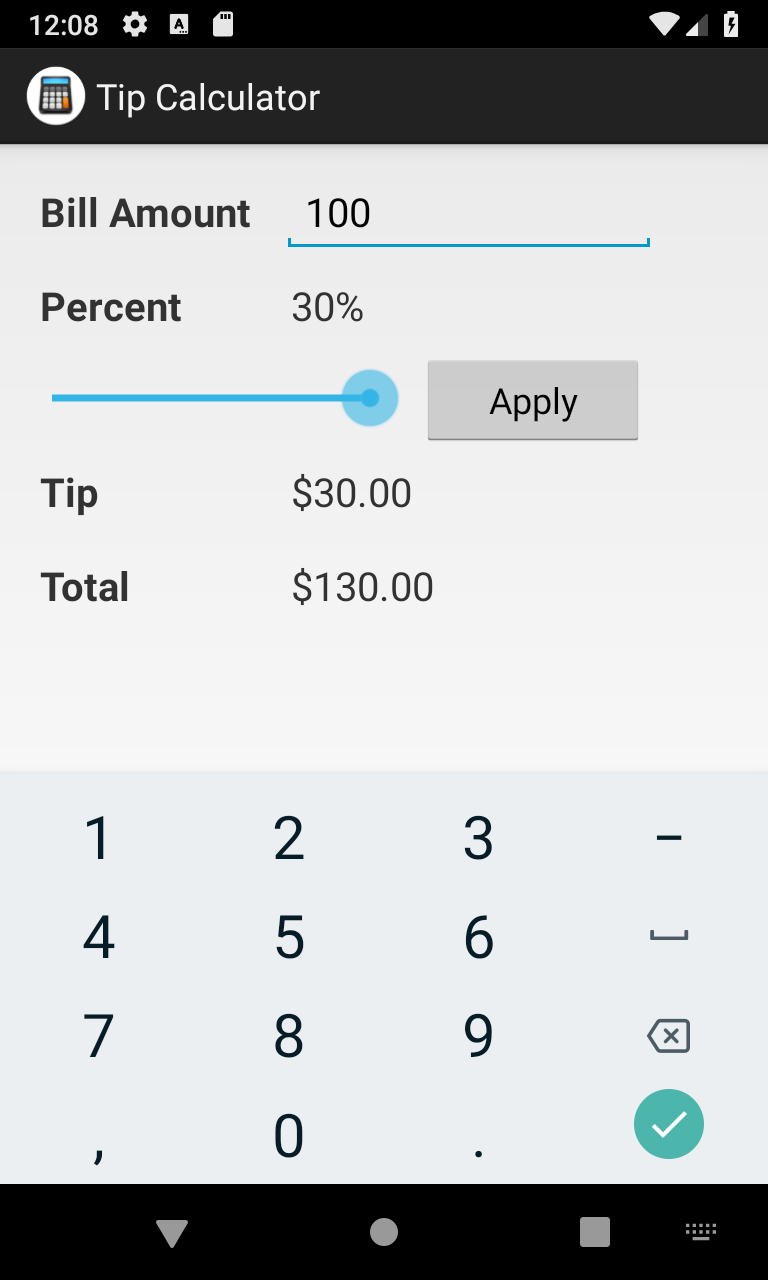 12:08
Tip Calculator
Bill Amount 100
Percent 30%
Apply
Tip $30.00
Total $130.00
1 2 3 –
4 5 6
7 8 9
, 0 .